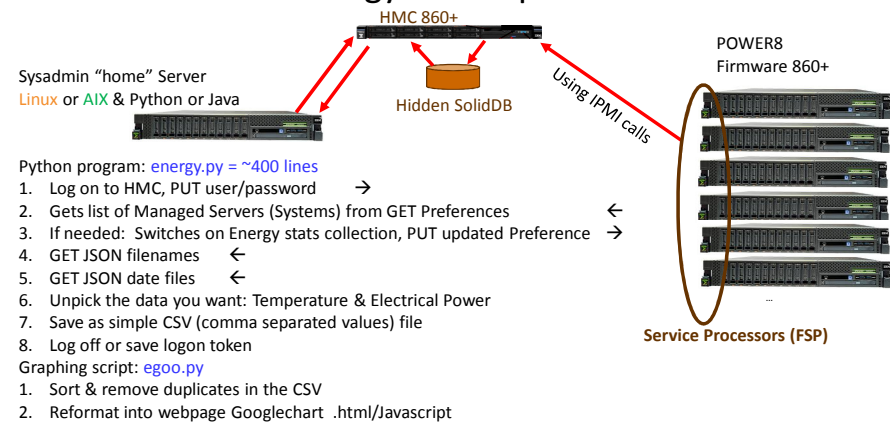 HMC 860+
POWER8
Firmware 860+
Sysadmin “home” Server
Linux or AIX & Python or Java
Hidden SolidDB
Using IPMI calls
Python program: energy.py = ~400 lines
1. Log on to HMC, PUT user/password →
2. Gets list of Managed Servers (Systems) from GET Preferences ←
3. If needed: Switches on Energy stats collection, PUT updated Preference →
4. GET JSON filenames ←
5. GET JSON date files ←
6. Unpick the data you want: Temperature & Electrical Power
7. Save as simple CSV (comma separated values) file
8. Log off or save logon token
...
Service Processors (FSP)
Graphing script: egoo.py
1. Sort & remove duplicates in the CSV
2. Reformat into webpage Googlechart .html/Javascript